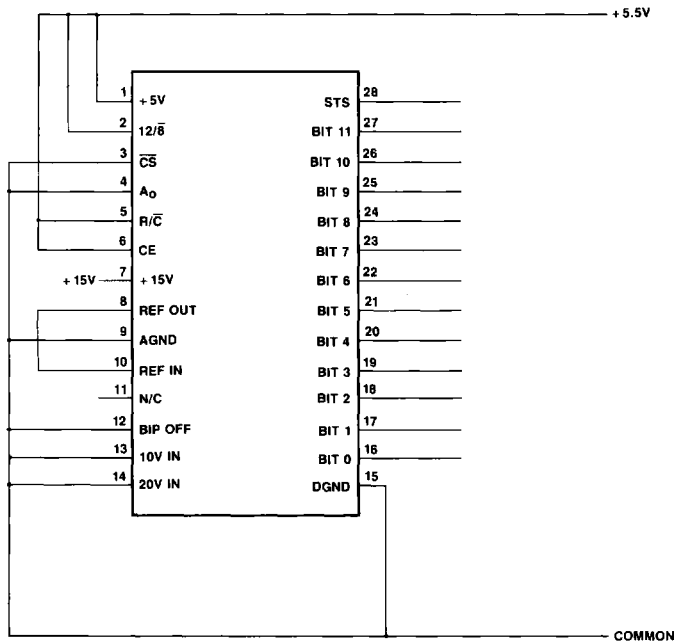 +5.5V
1 +5V
2 12/8̅
3 C̅S̅
4 A₀
5 R/C̅
6 CE
+15V 7 +15V
8 REF OUT
9 AGND
10 REF IN
11 N/C
12 BIP OFF
13 10V IN
14 20V IN
STS 28
BIT 11 27
BIT 10 26
BIT 9 25
BIT 8 24
BIT 7 23
BIT 6 22
BIT 5 21
BIT 4 20
BIT 3 19
BIT 2 18
BIT 1 17
BIT 0 16
DGND 15
COMMON